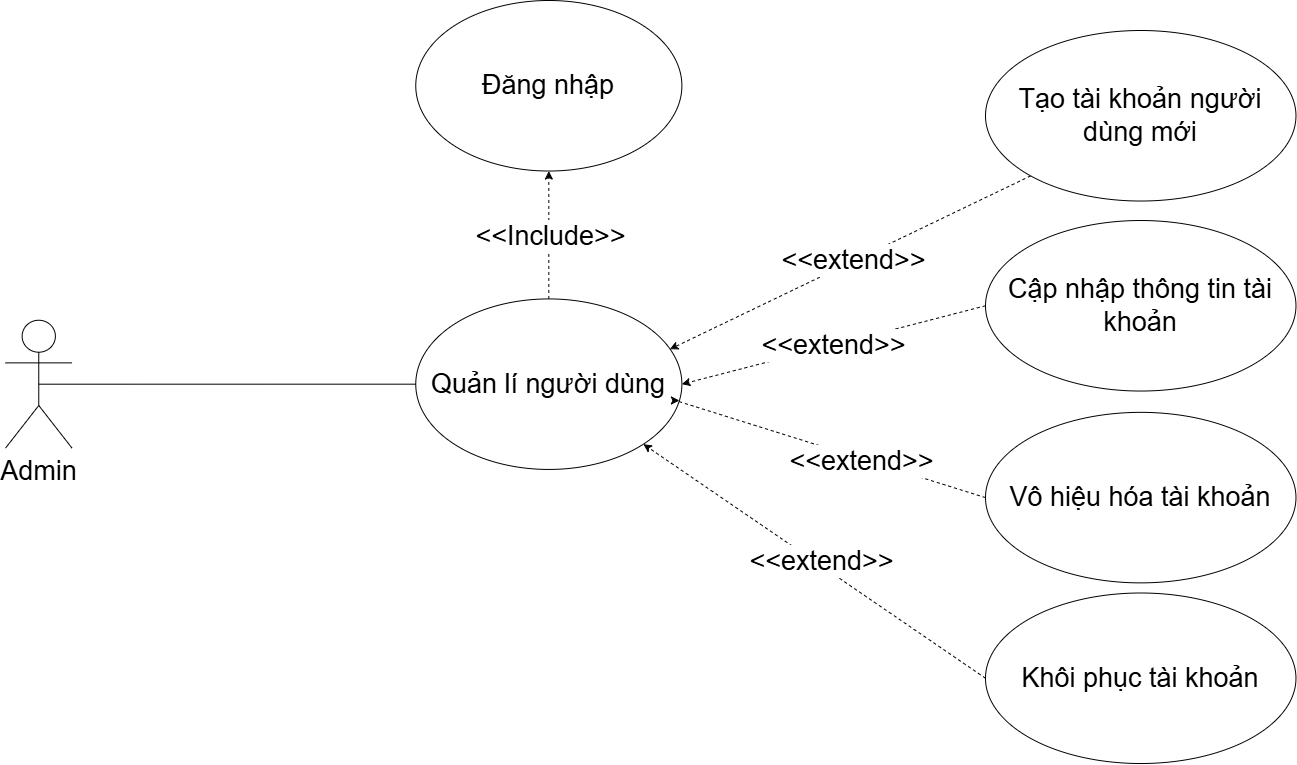 Đăng nhập
Tạo tài khoản người
dùng mới
<<Include>>
<<extend>>
Cập nhập thông tin tài
khoản
<<extend>>
Quản lí người dùng
Admin
<<extend>>
Vô hiệu hóa tài khoản
<<extend>>
Khôi phục tài khoản